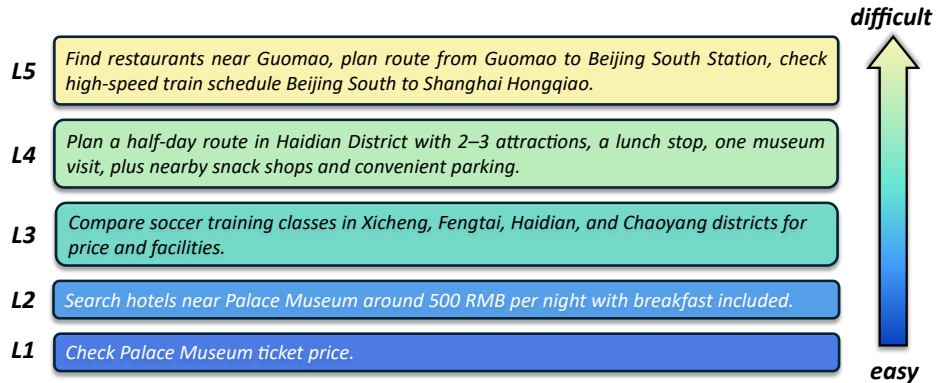 difficult
L5
Find restaurants near Guomao, plan route from Guomao to Beijing South Station, check
high-speed train schedule Beijing South to Shanghai Hongqiao.
L4
Plan a half-day route in Haidian District with 2–3 attractions, a lunch stop, one museum
visit, plus nearby snack shops and convenient parking.
L3
Compare soccer training classes in Xicheng, Fengtai, Haidian, and Chaoyang districts for
price and facilities.
L2
Search hotels near Palace Museum around 500 RMB per night with breakfast included.
L1
Check Palace Museum ticket price.
easy